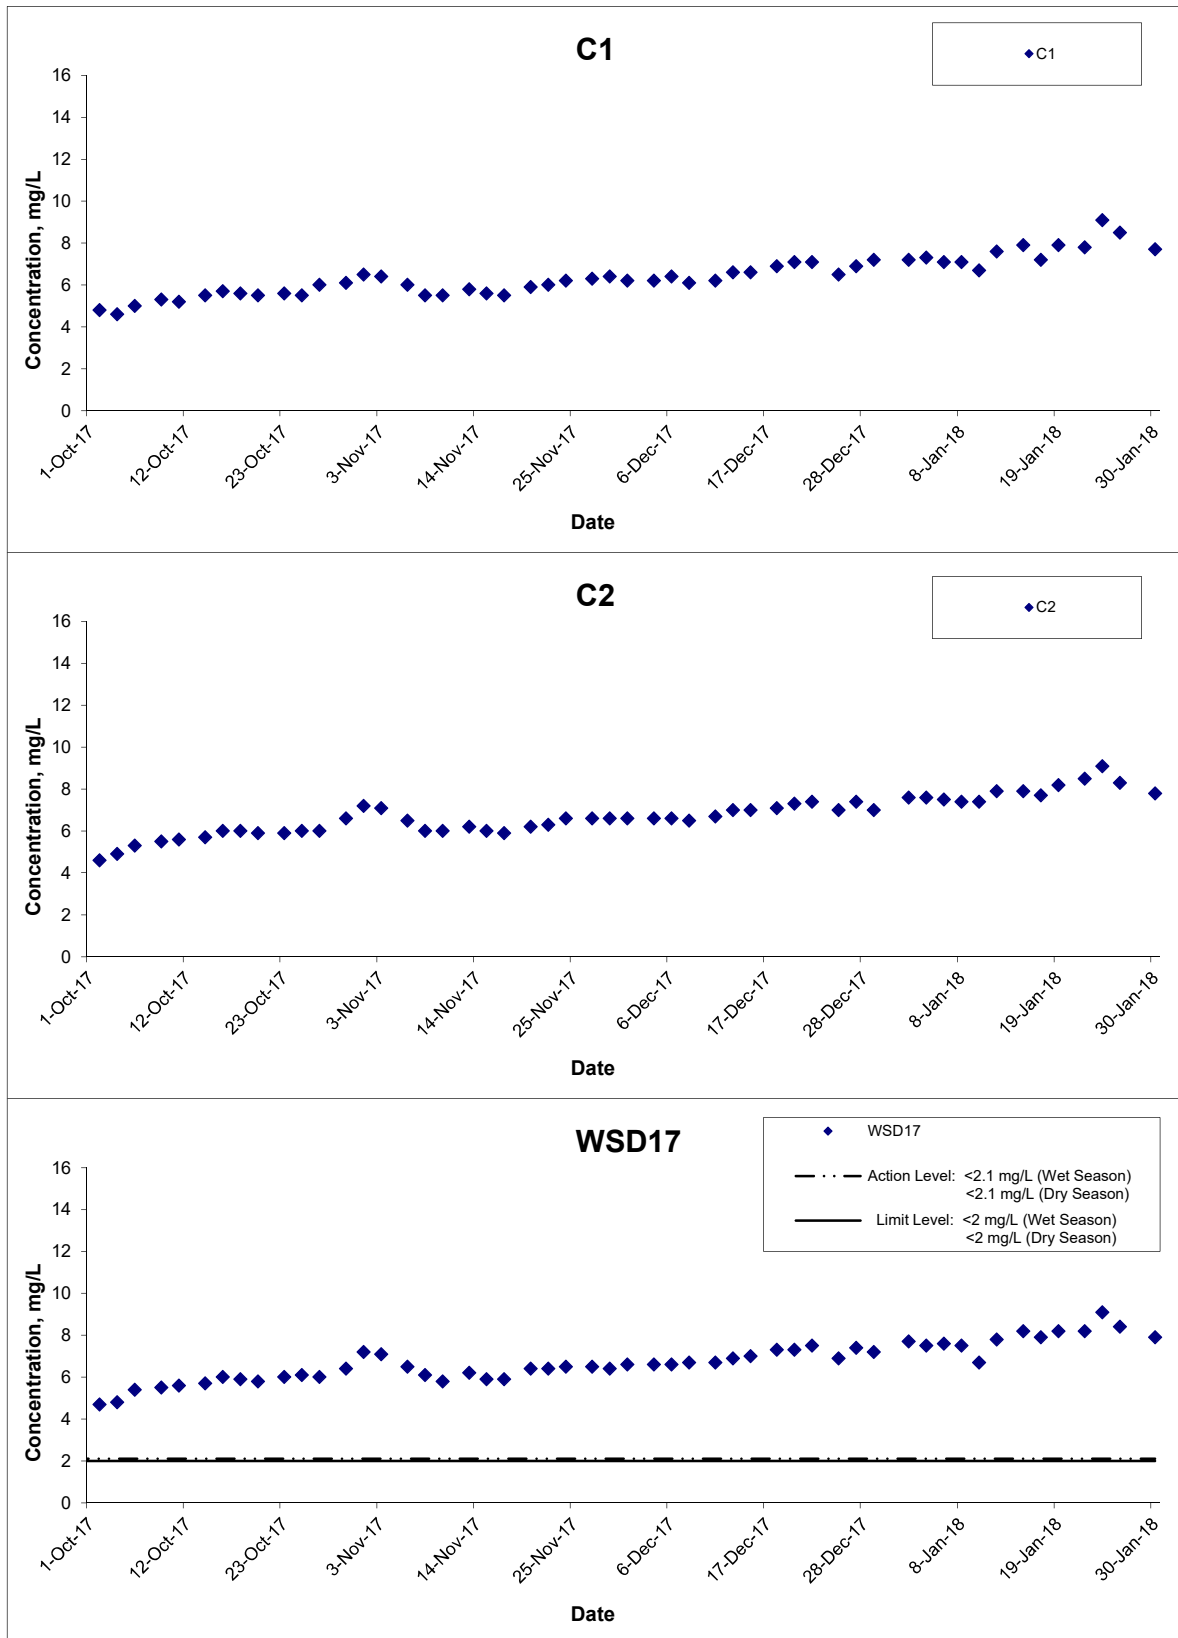 C1
C1
16
14
12
10
8
6
4
2
0
Concentration, mg/L
1-Oct-17
12-Oct-17
23-Oct-17
3-Nov-17
14-Nov-17
25-Nov-17
6-Dec-17
17-Dec-17
28-Dec-17
8-Jan-18
19-Jan-18
30-Jan-18
Date
C2
C2
16
14
12
10
8
6
4
2
0
Concentration, mg/L
1-Oct-17
12-Oct-17
23-Oct-17
3-Nov-17
14-Nov-17
25-Nov-17
6-Dec-17
17-Dec-17
28-Dec-17
8-Jan-18
19-Jan-18
30-Jan-18
Date
WSD17
WSD17
Action Level: <2.1 mg/L (Wet Season)
<2.1 mg/L (Dry Season)
Limit Level: <2 mg/L (Wet Season)
<2 mg/L (Dry Season)
16
14
12
10
8
6
4
2
0
Concentration, mg/L
1-Oct-17
12-Oct-17
23-Oct-17
3-Nov-17
14-Nov-17
25-Nov-17
6-Dec-17
17-Dec-17
28-Dec-17
8-Jan-18
19-Jan-18
30-Jan-18
Date